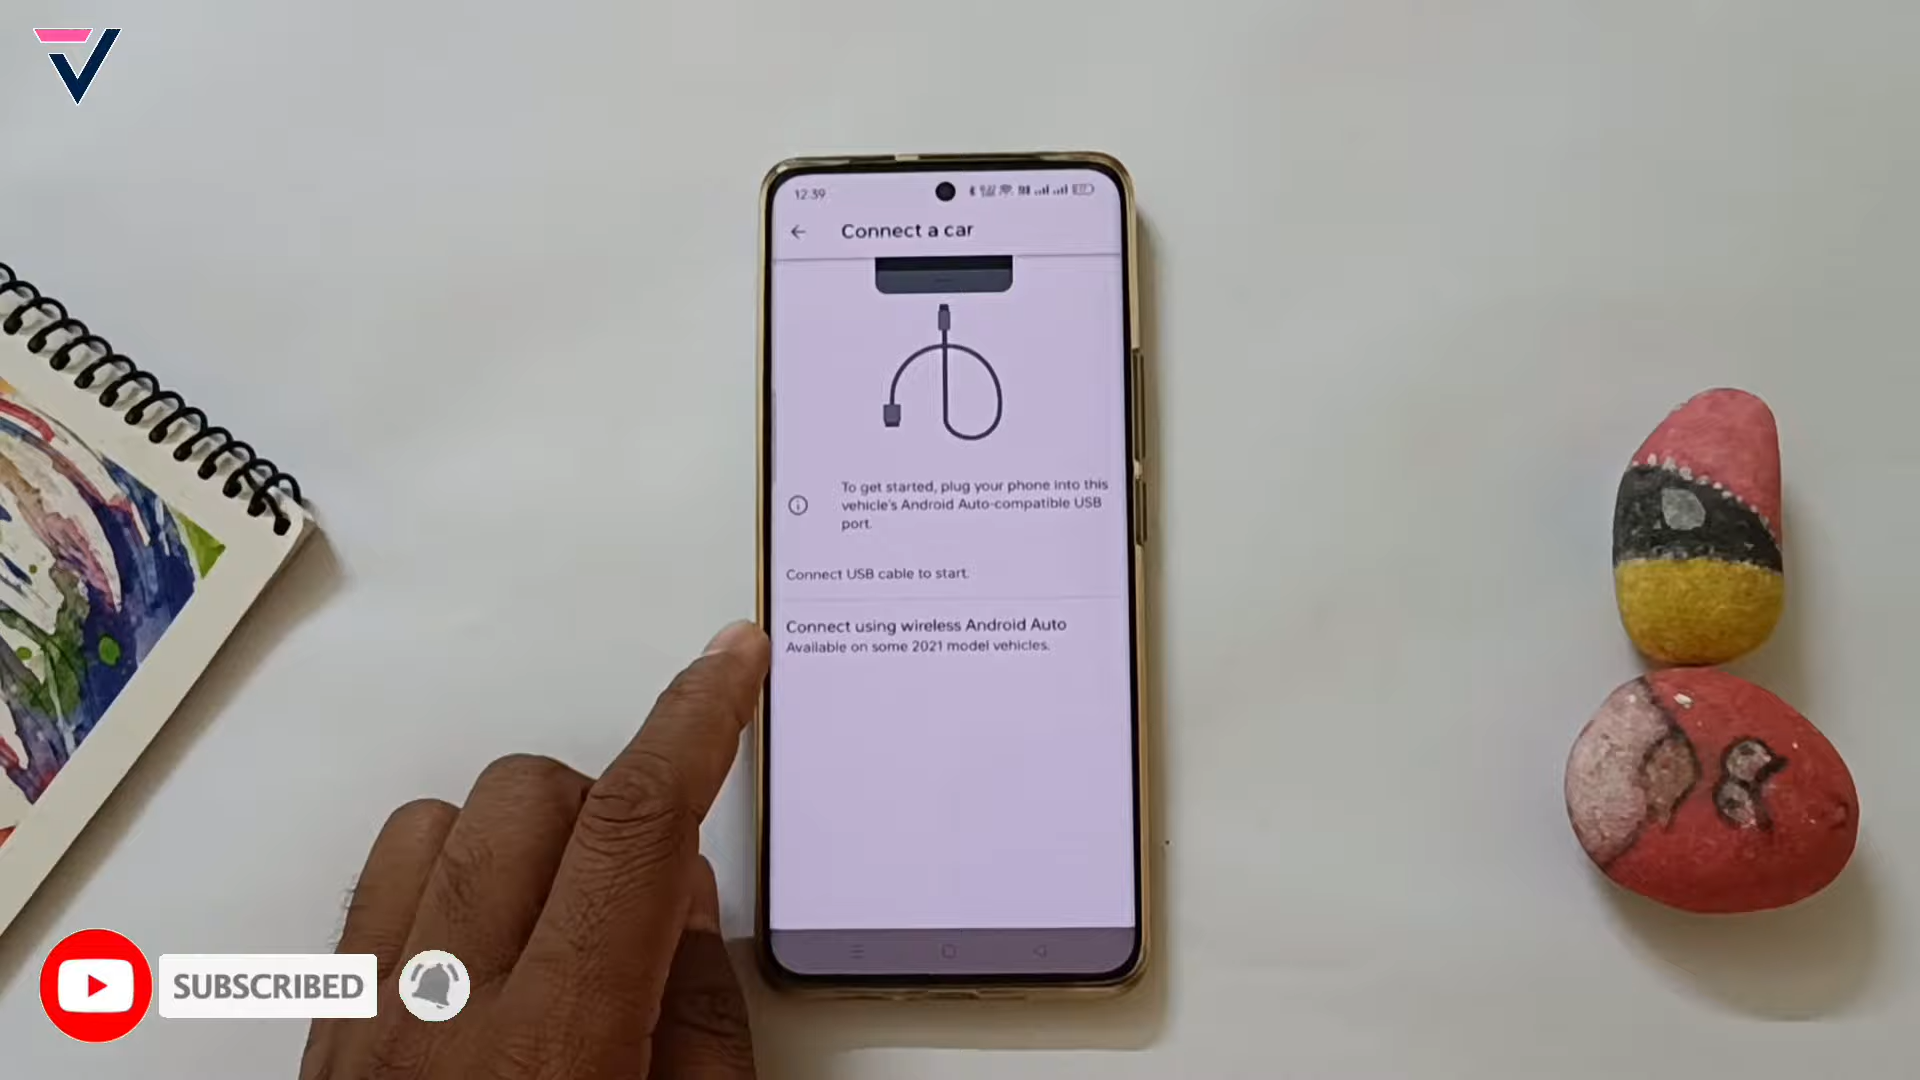 12.39
Connect a car
To get started, plug your phone into this
vehicle's Android Auto-compatible USB
port.
Connect USB cable to start.
Connect using wireless Android Auto
Available on some 2021 model vehicles.
SUBSCRIBED